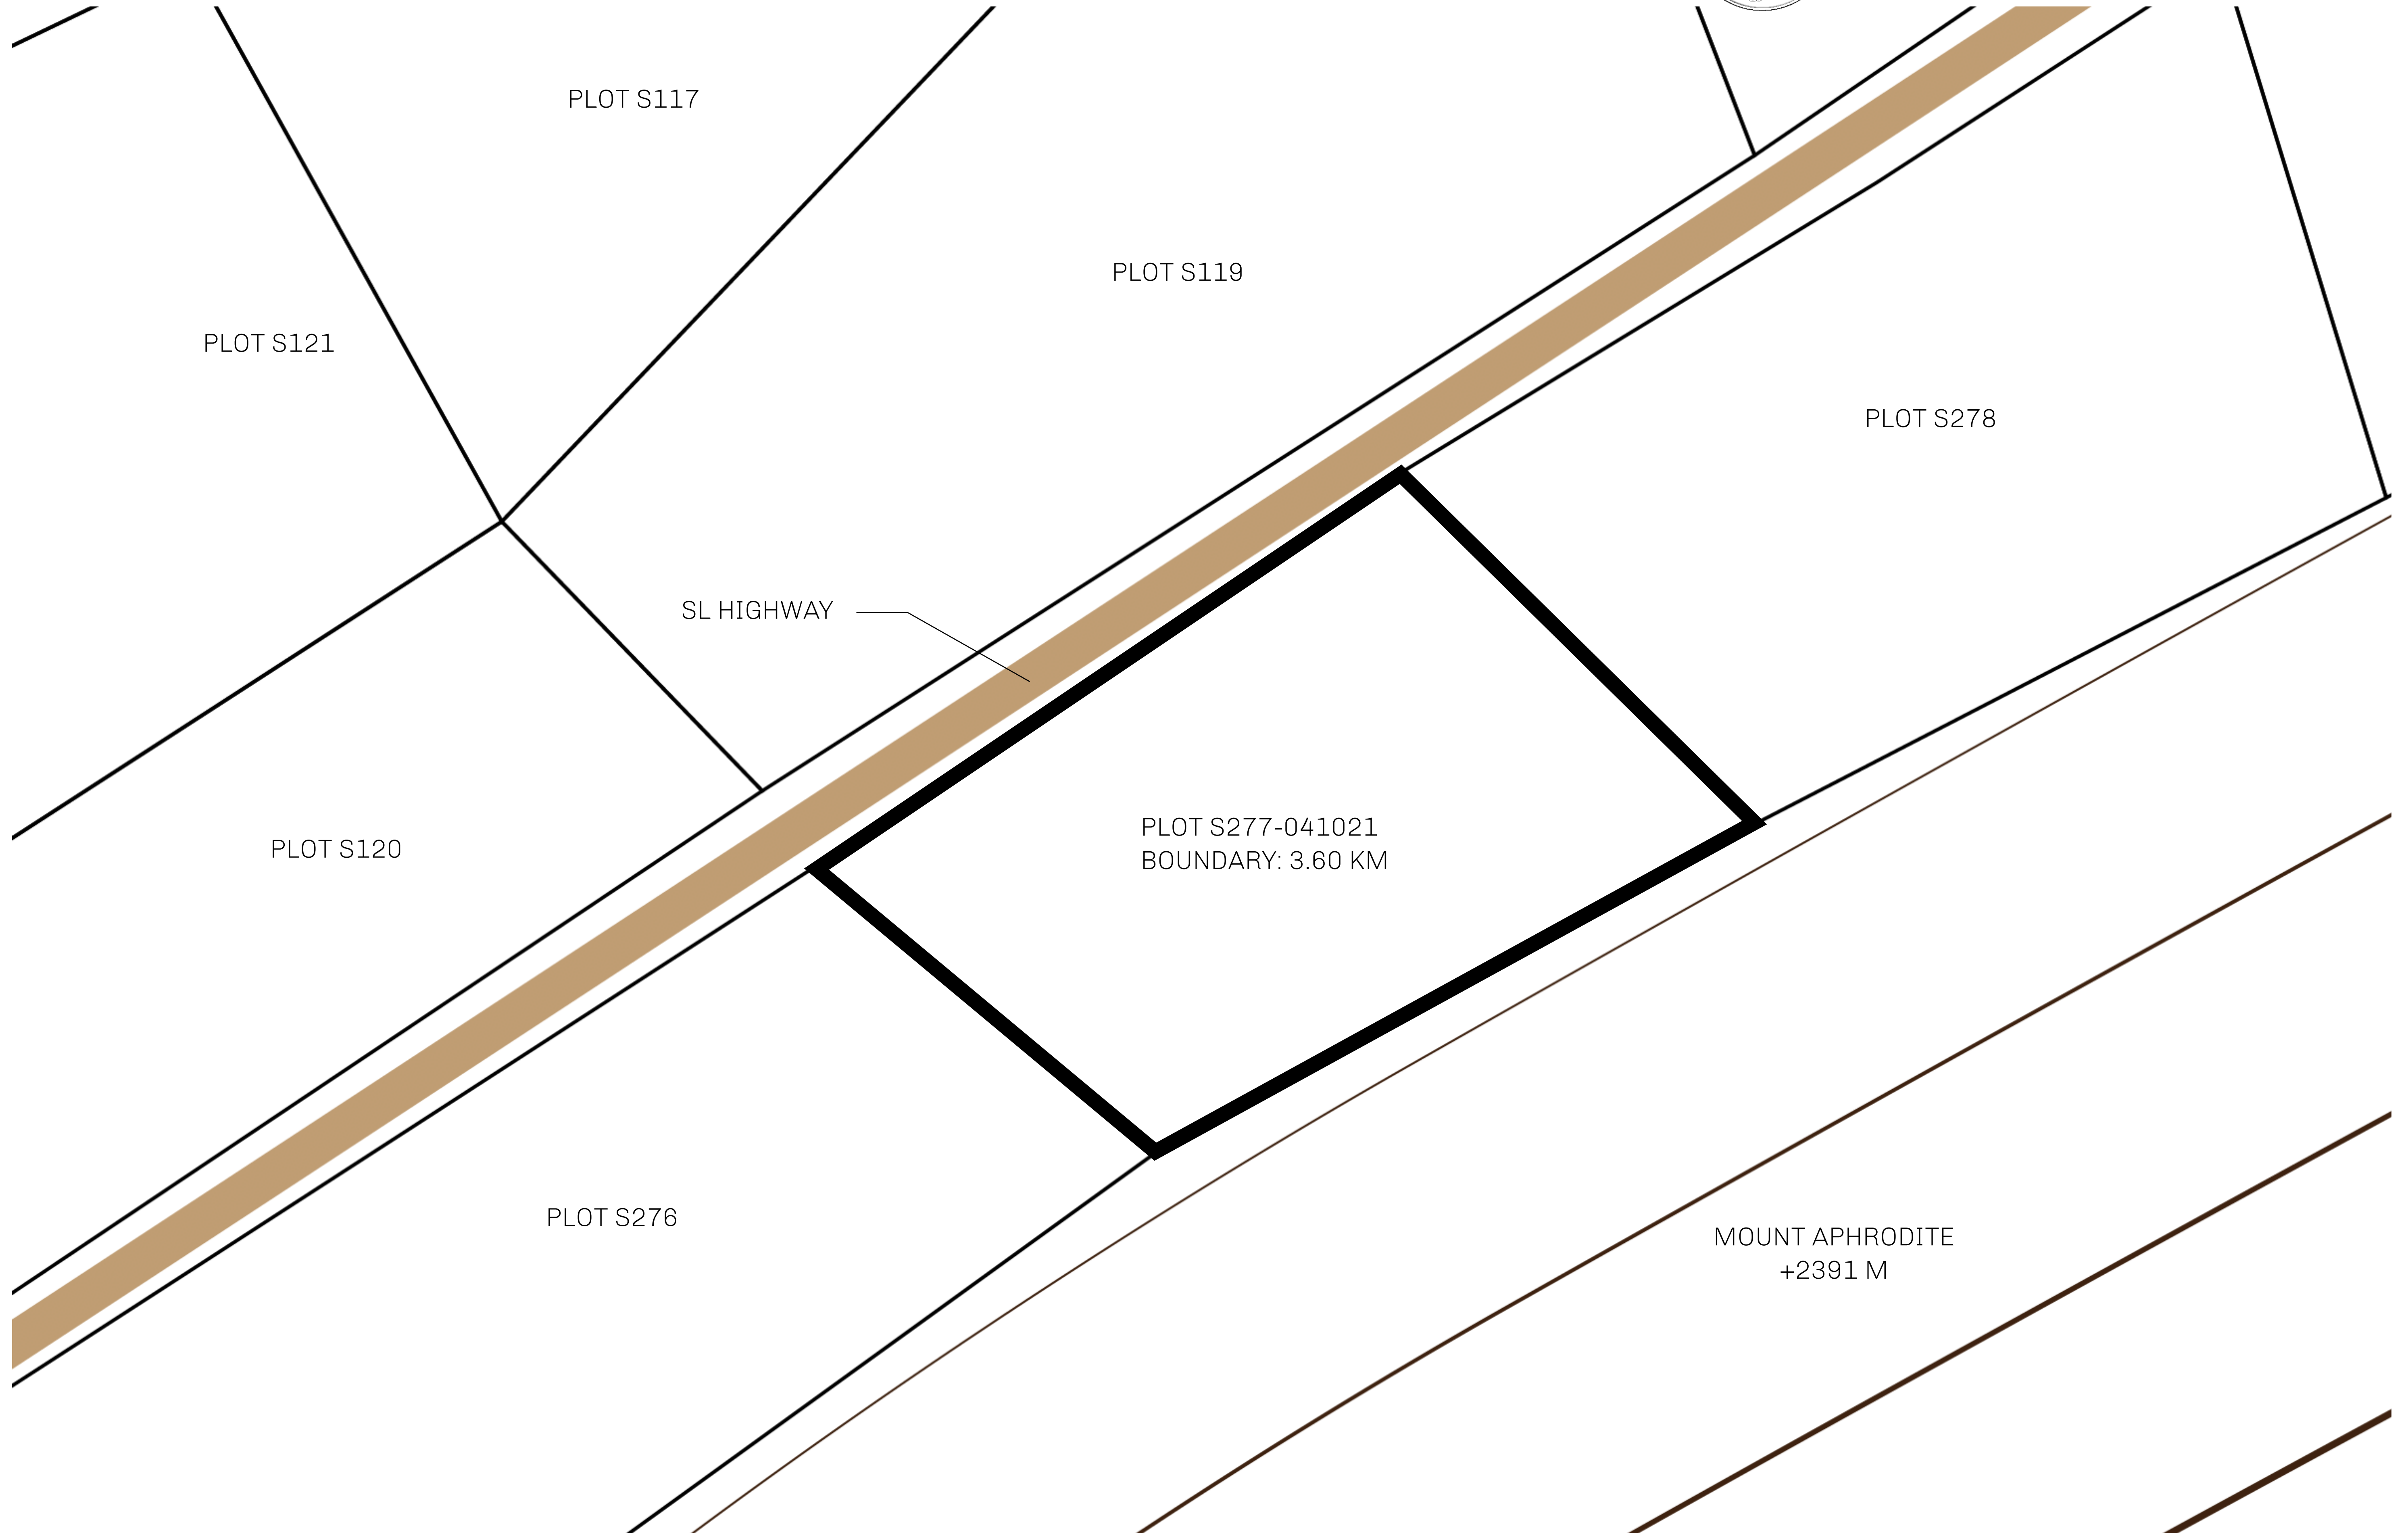 PLOT S117
PLOT S119
PLOT S121
PLOT S278
SL HIGHWAY
PLOT S277-041021
BOUNDARY: 3.60 KM
PLOT S120
PLOT S276
MOUNT APHRODITE
+2391 M